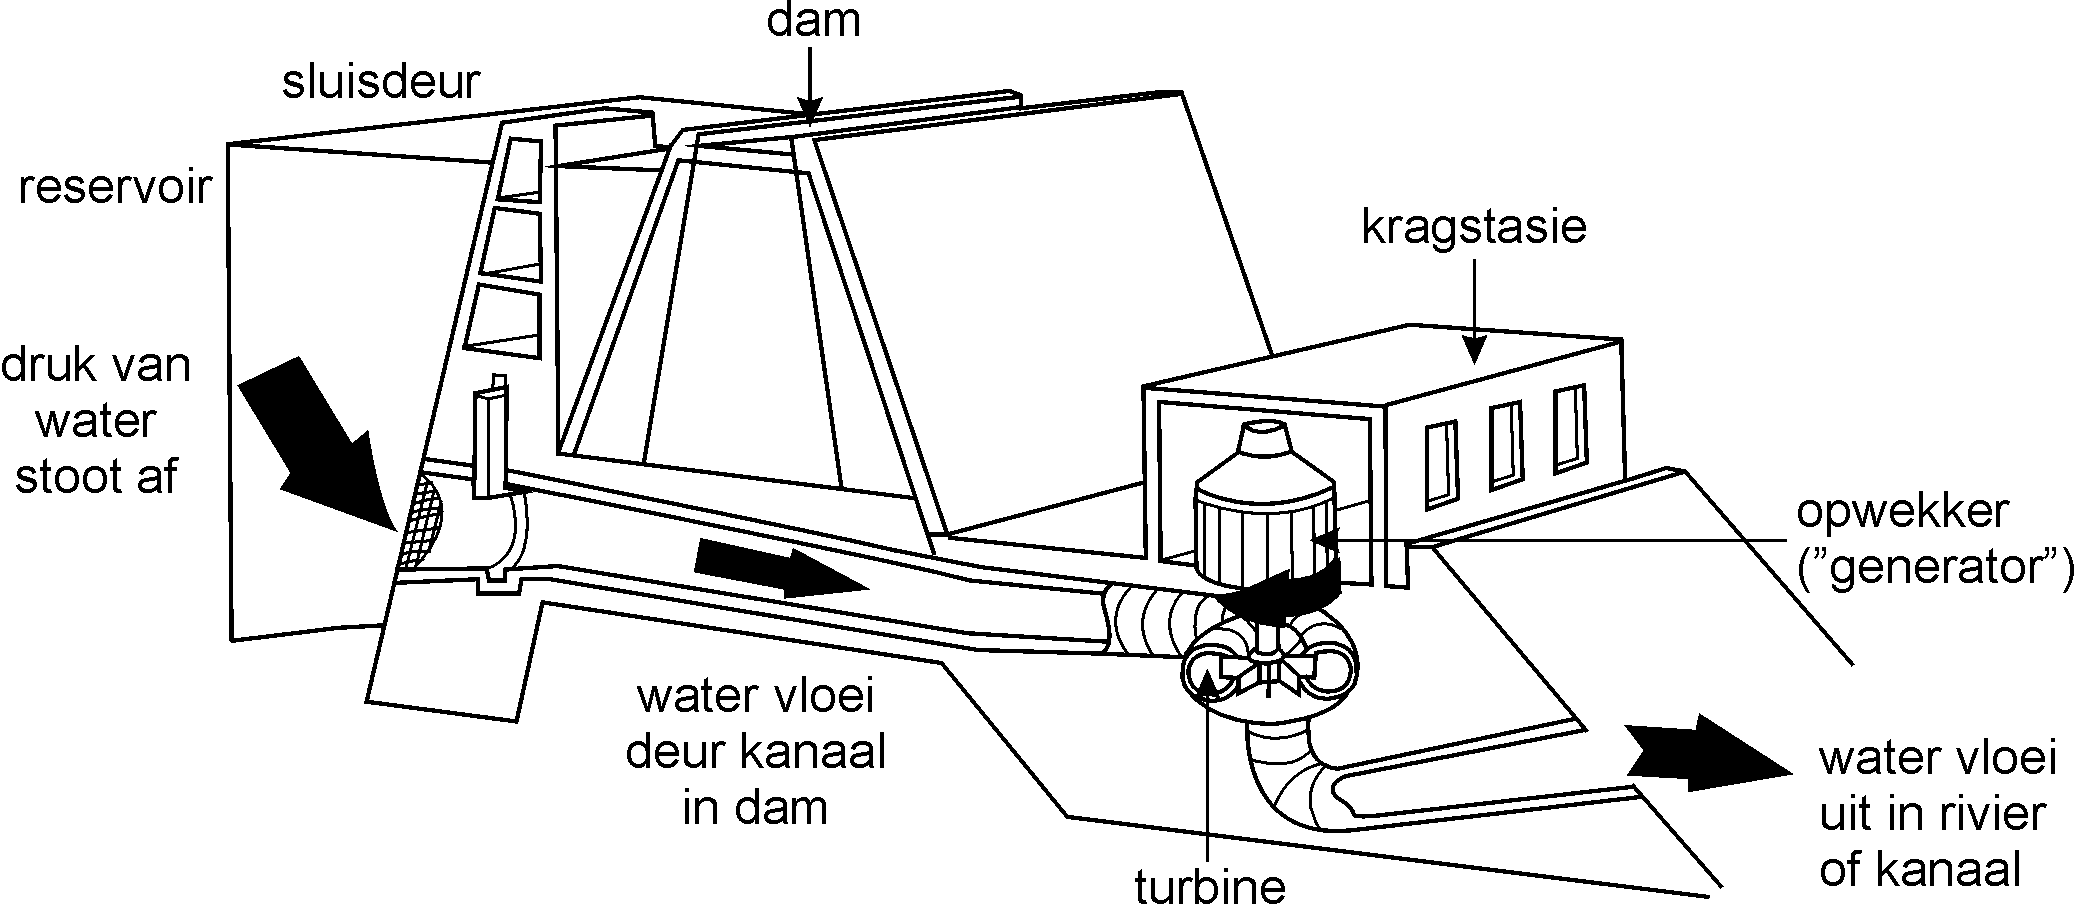 dam
sluisdeur
reservoir
kragstasie
druk van
water
stoot af
opwekker
(”generator”)
water vloei
deur kanaal
in dam
water vloei
uit in rivier
of kanaal
turbine